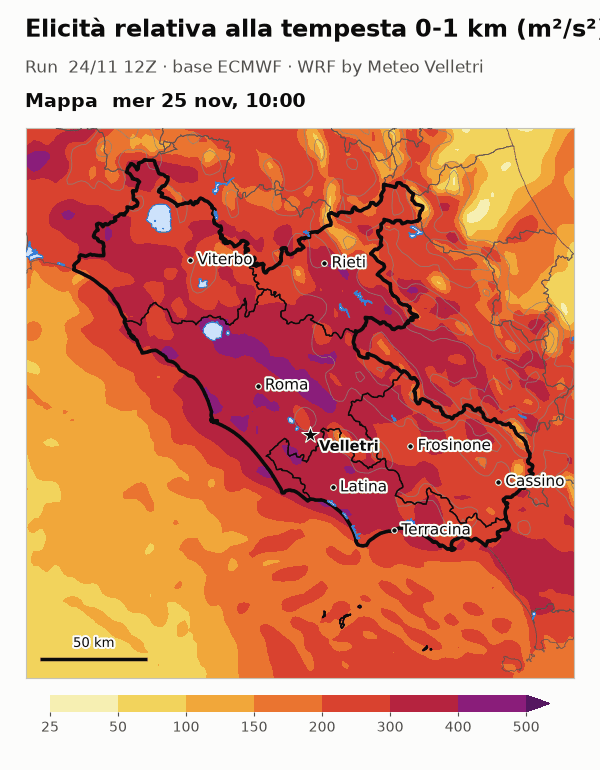 Elicità relativa alla tempesta 0-1 km (m²/s²)
Run 24/11 12Z · base ECMWF · WRF by Meteo Velletri
Mappa mer 25 nov, 10:00
Viterbo
Rieti
Roma
Velletri
Frosinone
Cassino
Latina
Terracina
50 km
25 50 100 150 200 300 400 500